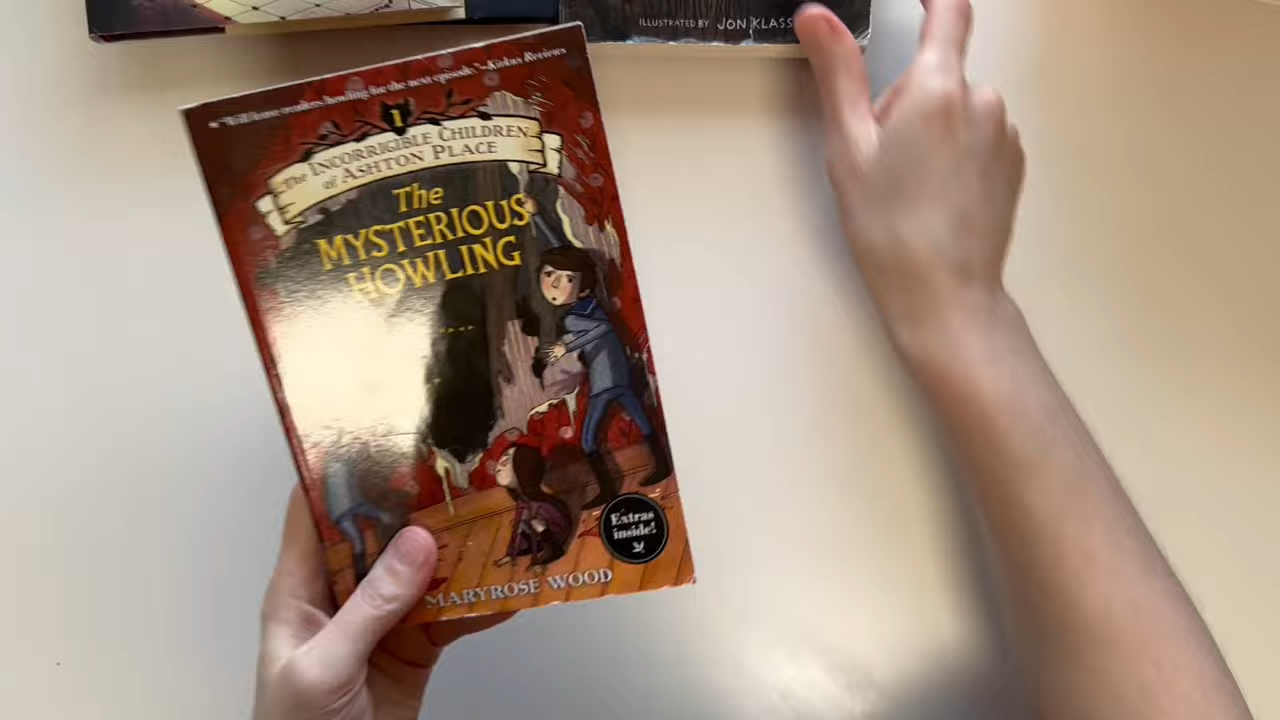 ILLUSTRATED BY JON KLASS
"Will leave readers howling for the next episode."—Kirkus Reviews
1
The INCORRIGIBLE CHILDREN
of ASHTON PLACE
The
MYSTERIOUS
HOWLING
Extras
inside!
MARYROSE WOOD